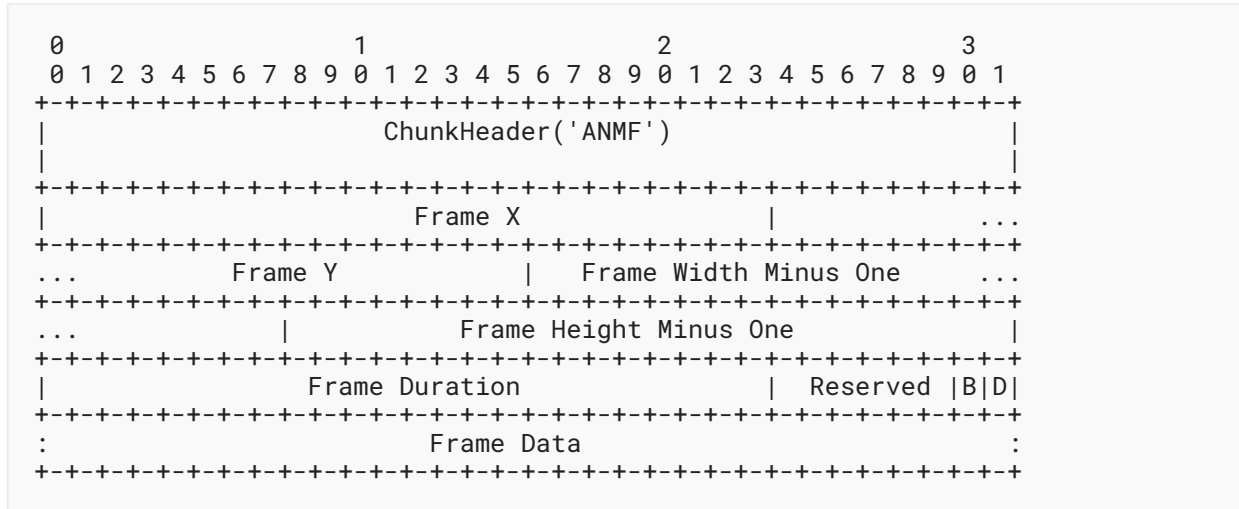 0                   1                   2                   3
 0 1 2 3 4 5 6 7 8 9 0 1 2 3 4 5 6 7 8 9 0 1 2 3 4 5 6 7 8 9 0 1
+-+-+-+-+-+-+-+-+-+-+-+-+-+-+-+-+-+-+-+-+-+-+-+-+-+-+-+-+-+-+-+-+
|                      ChunkHeader('ANMF')                      |
|                                                               |
+-+-+-+-+-+-+-+-+-+-+-+-+-+-+-+-+-+-+-+-+-+-+-+-+-+-+-+-+-+-+-+-+
|                        Frame X                |             ...
+-+-+-+-+-+-+-+-+-+-+-+-+-+-+-+-+-+-+-+-+-+-+-+-+-+-+-+-+-+-+-+-+
...          Frame Y            |   Frame Width Minus One     ...
+-+-+-+-+-+-+-+-+-+-+-+-+-+-+-+-+-+-+-+-+-+-+-+-+-+-+-+-+-+-+-+-+
...             |           Frame Height Minus One              |
+-+-+-+-+-+-+-+-+-+-+-+-+-+-+-+-+-+-+-+-+-+-+-+-+-+-+-+-+-+-+-+-+
|                 Frame Duration                |  Reserved |B|D|
+-+-+-+-+-+-+-+-+-+-+-+-+-+-+-+-+-+-+-+-+-+-+-+-+-+-+-+-+-+-+-+-+
:                         Frame Data                            :
+-+-+-+-+-+-+-+-+-+-+-+-+-+-+-+-+-+-+-+-+-+-+-+-+-+-+-+-+-+-+-+-+